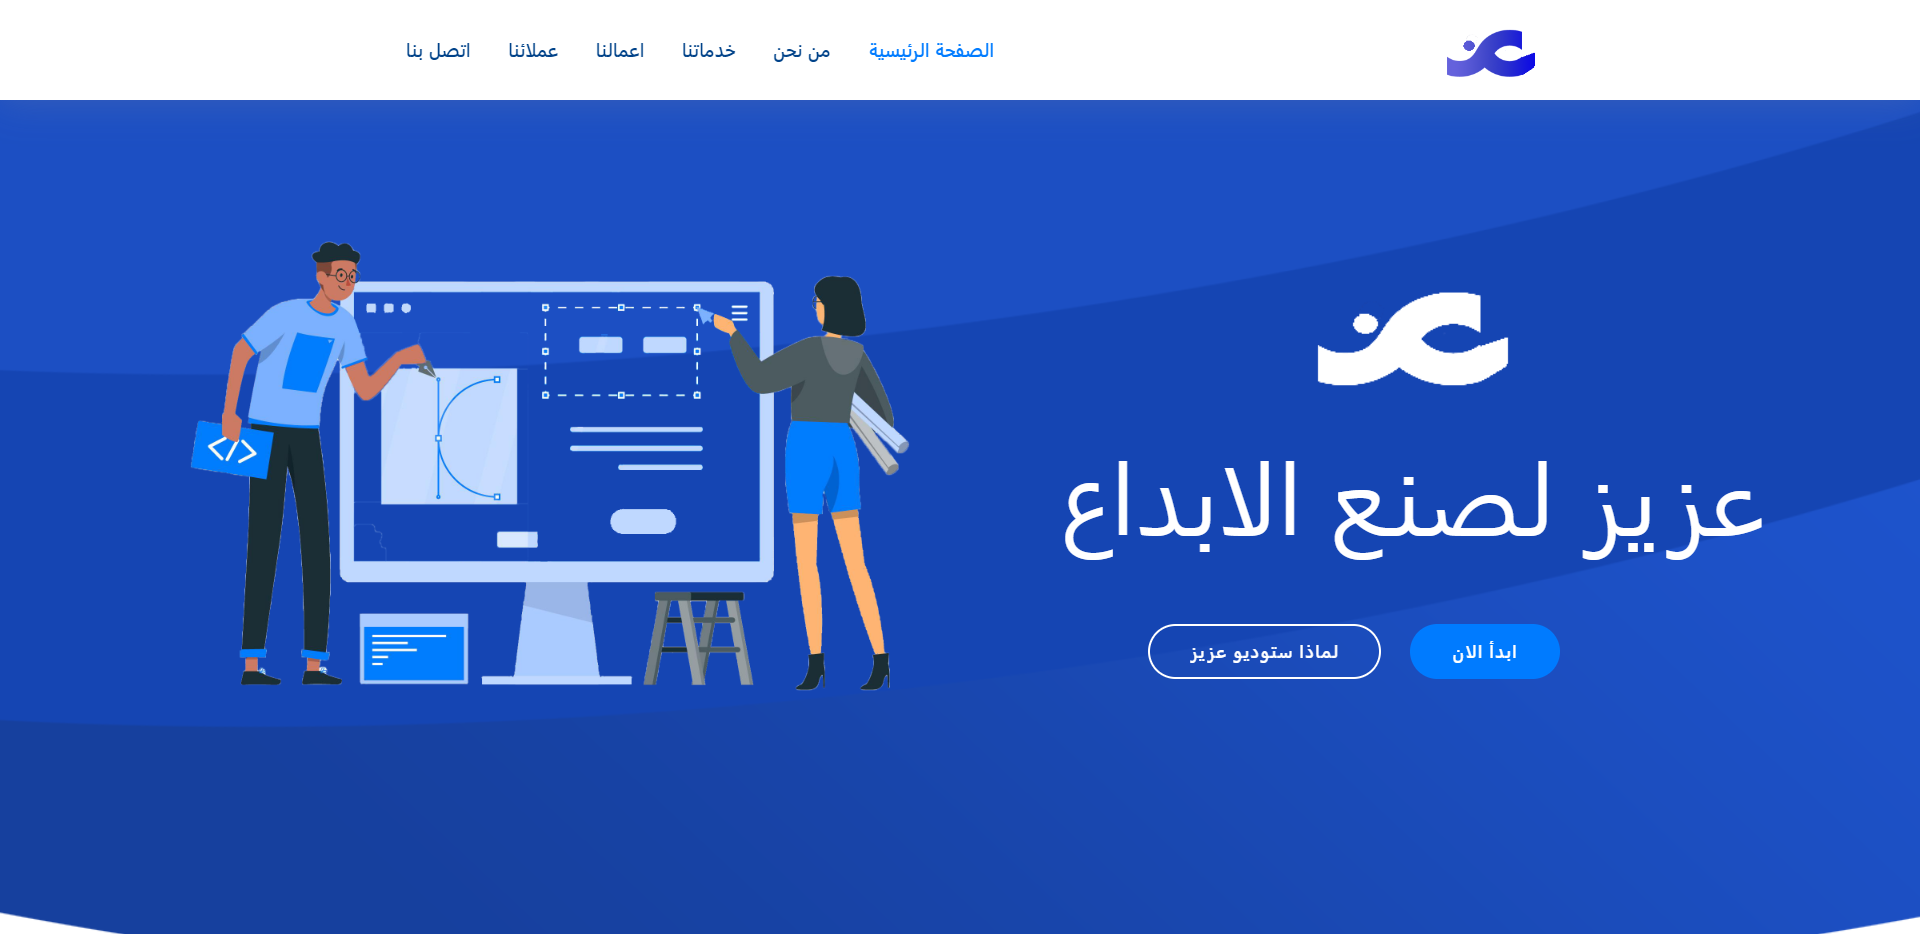 الصفحة الرئيسية
من نحن
خدماتنا
اعمالنا
عملائنا
اتصل بنا
عزيز لصنع الابداع
ابدأ الان
لماذا ستوديو عزيز